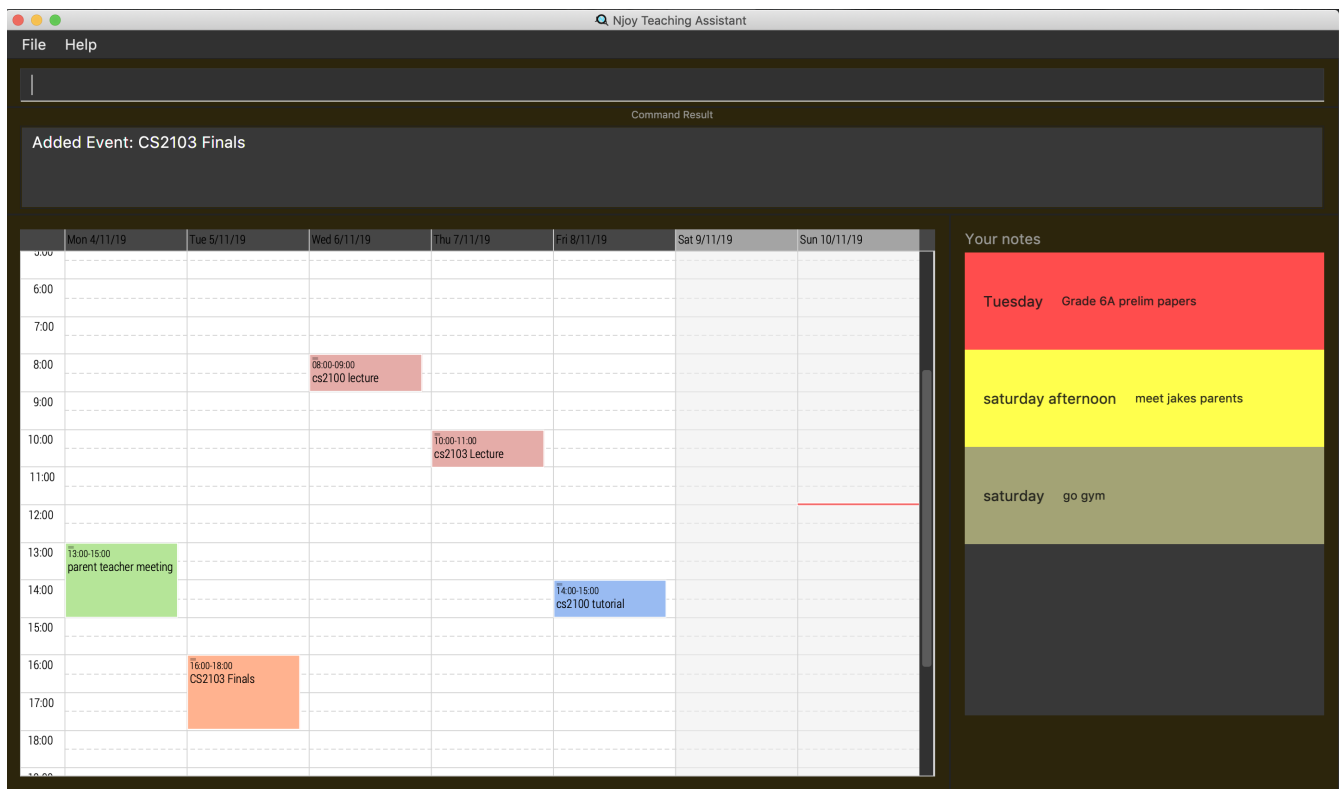 Njoy Teaching Assistant
File Help
Command Result
Added Event: CS2103 Finals
Mon 4/11/19 Tue 5/11/19 Wed 6/11/19 Thu 7/11/19 Fri 8/11/19 Sat 9/11/19 Sun 10/11/19
6:00
7:00
8:00
08:00-09:00
cs2100 lecture
9:00
10:00
10:00-11:00
cs2103 Lecture
11:00
12:00
13:00
13:00-15:00
parent teacher meeting
14:00
14:00-15:00
cs2100 tutorial
15:00
16:00
16:00-18:00
CS2103 Finals
17:00
18:00
Your notes
Tuesday Grade 6A prelim papers
saturday afternoon meet jakes parents
saturday go gym